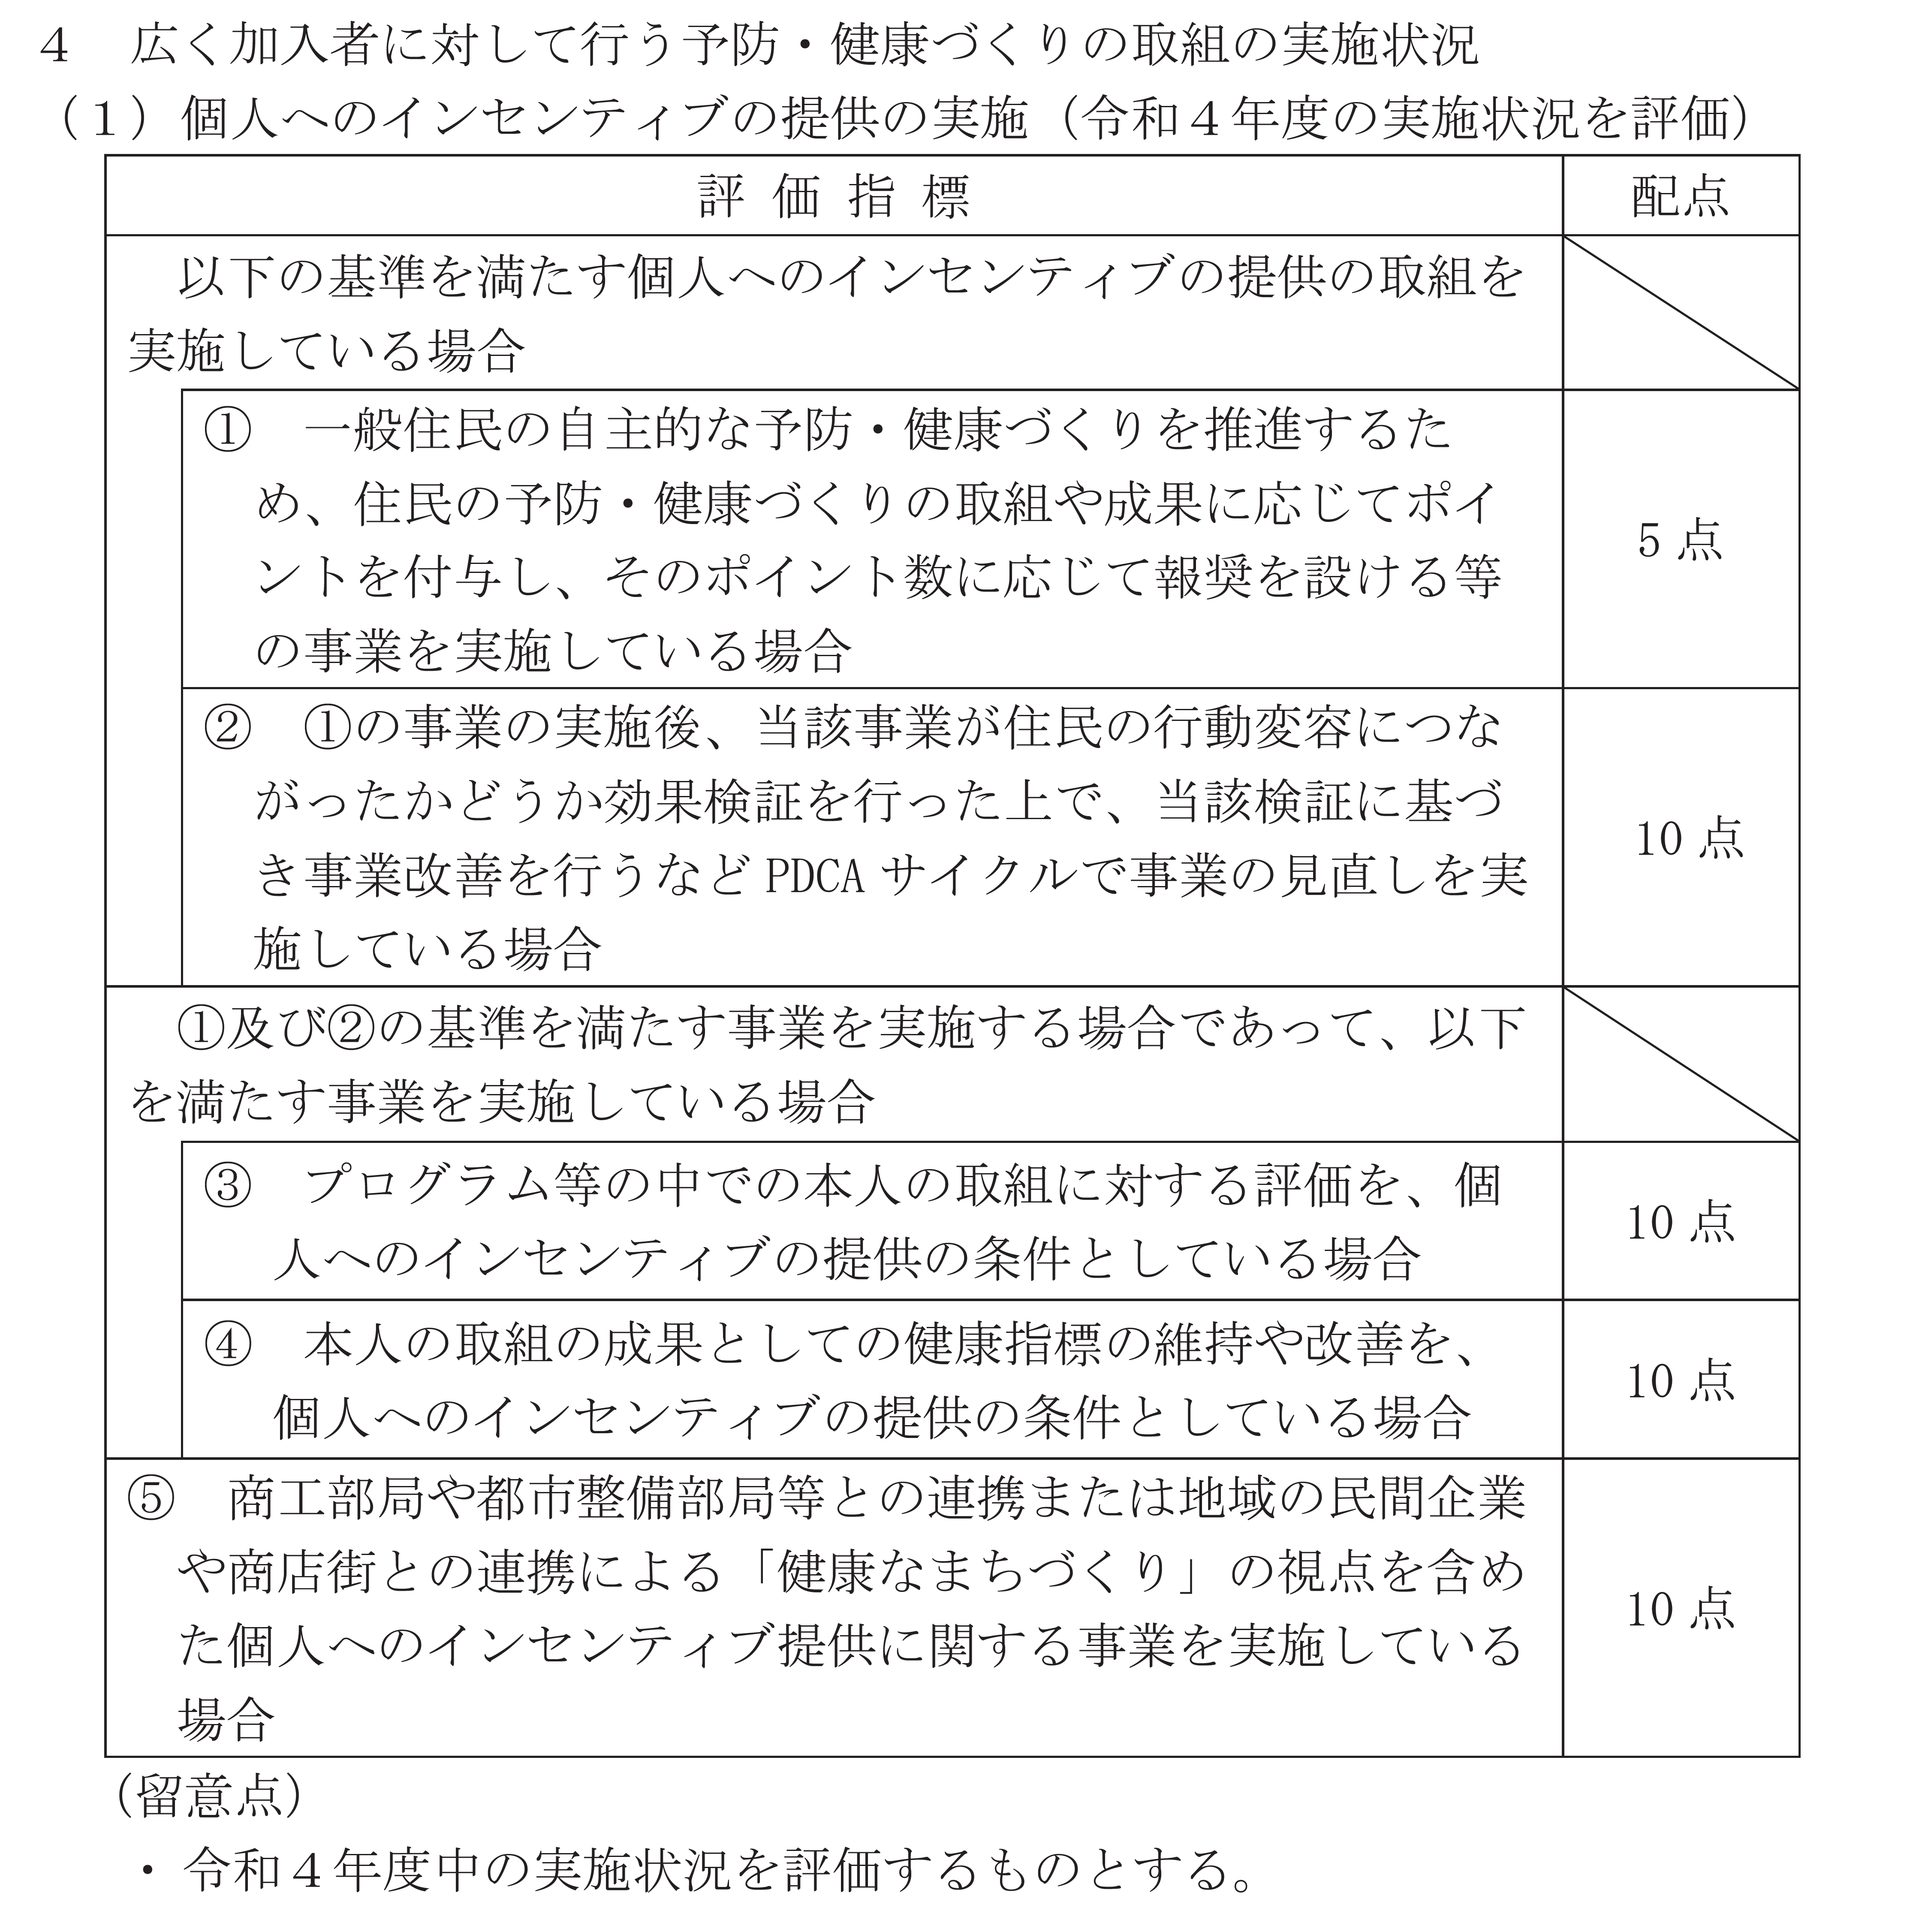 ４　広く加入者に対して行う予防・健康づくりの取組の実施状況
（１）個人へのインセンティブの提供の実施（令和４年度の実施状況を評価）
評 価 指 標
配点
以下の基準を満たす個人へのインセンティブの提供の取組を
実施している場合
①　一般住民の自主的な予防・健康づくりを推進するた
め、住民の予防・健康づくりの取組や成果に応じてポイ
ントを付与し、そのポイント数に応じて報奨を設ける等
の事業を実施している場合
5 点
②　①の事業の実施後、当該事業が住民の行動変容につな
がったかどうか効果検証を行った上で、当該検証に基づ
き事業改善を行うなど PDCA サイクルで事業の見直しを実
施している場合
10 点
①及び②の基準を満たす事業を実施する場合であって、以下
を満たす事業を実施している場合
③　プログラム等の中での本人の取組に対する評価を、個
人へのインセンティブの提供の条件としている場合
10 点
④　本人の取組の成果としての健康指標の維持や改善を、
個人へのインセンティブの提供の条件としている場合
10 点
⑤　商工部局や都市整備部局等との連携または地域の民間企業
や商店街との連携による「健康なまちづくり」の視点を含め
た個人へのインセンティブ提供に関する事業を実施している
場合
10 点
（留意点）
・ 令和４年度中の実施状況を評価するものとする。